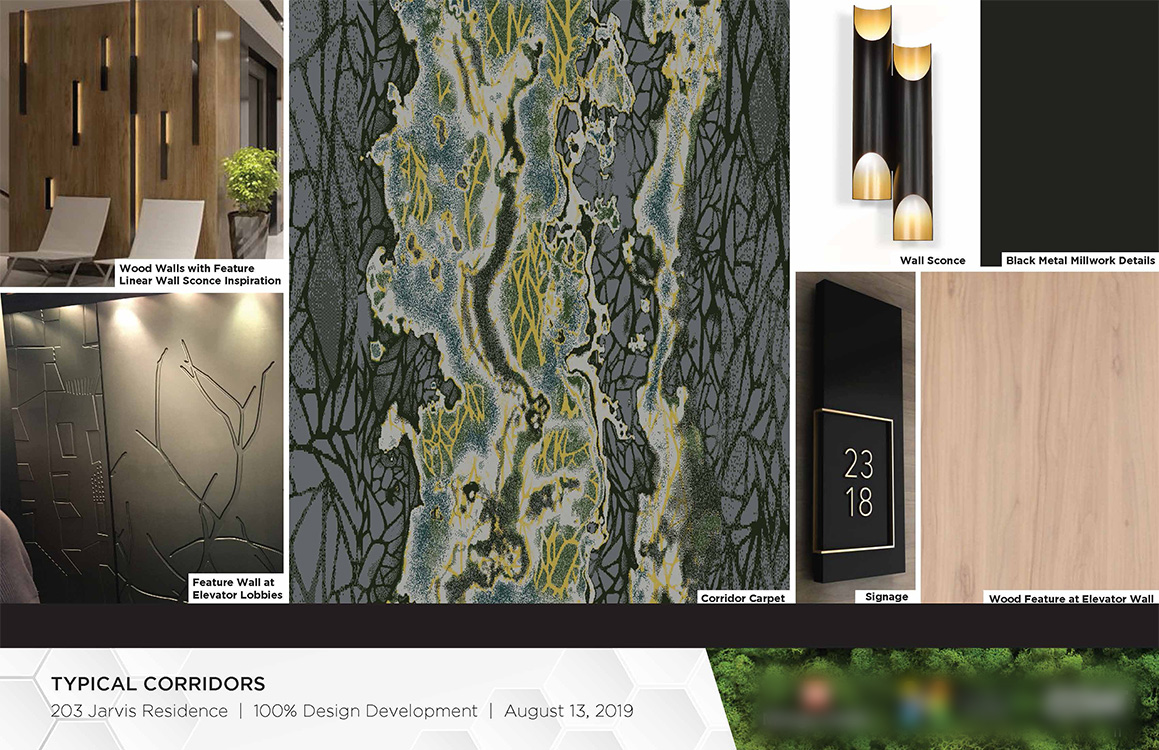 Wood Walls with Feature
Linear Wall Sconce Inspiration
Wall Sconce
Black Metal Millwork Details
23
18
Feature Wall at
Elevator Lobbies
Corridor Carpet
Signage
Wood Feature at Elevator Wall
TYPICAL CORRIDORS
203 Jarvis Residence | 100% Design Development | August 13, 2019